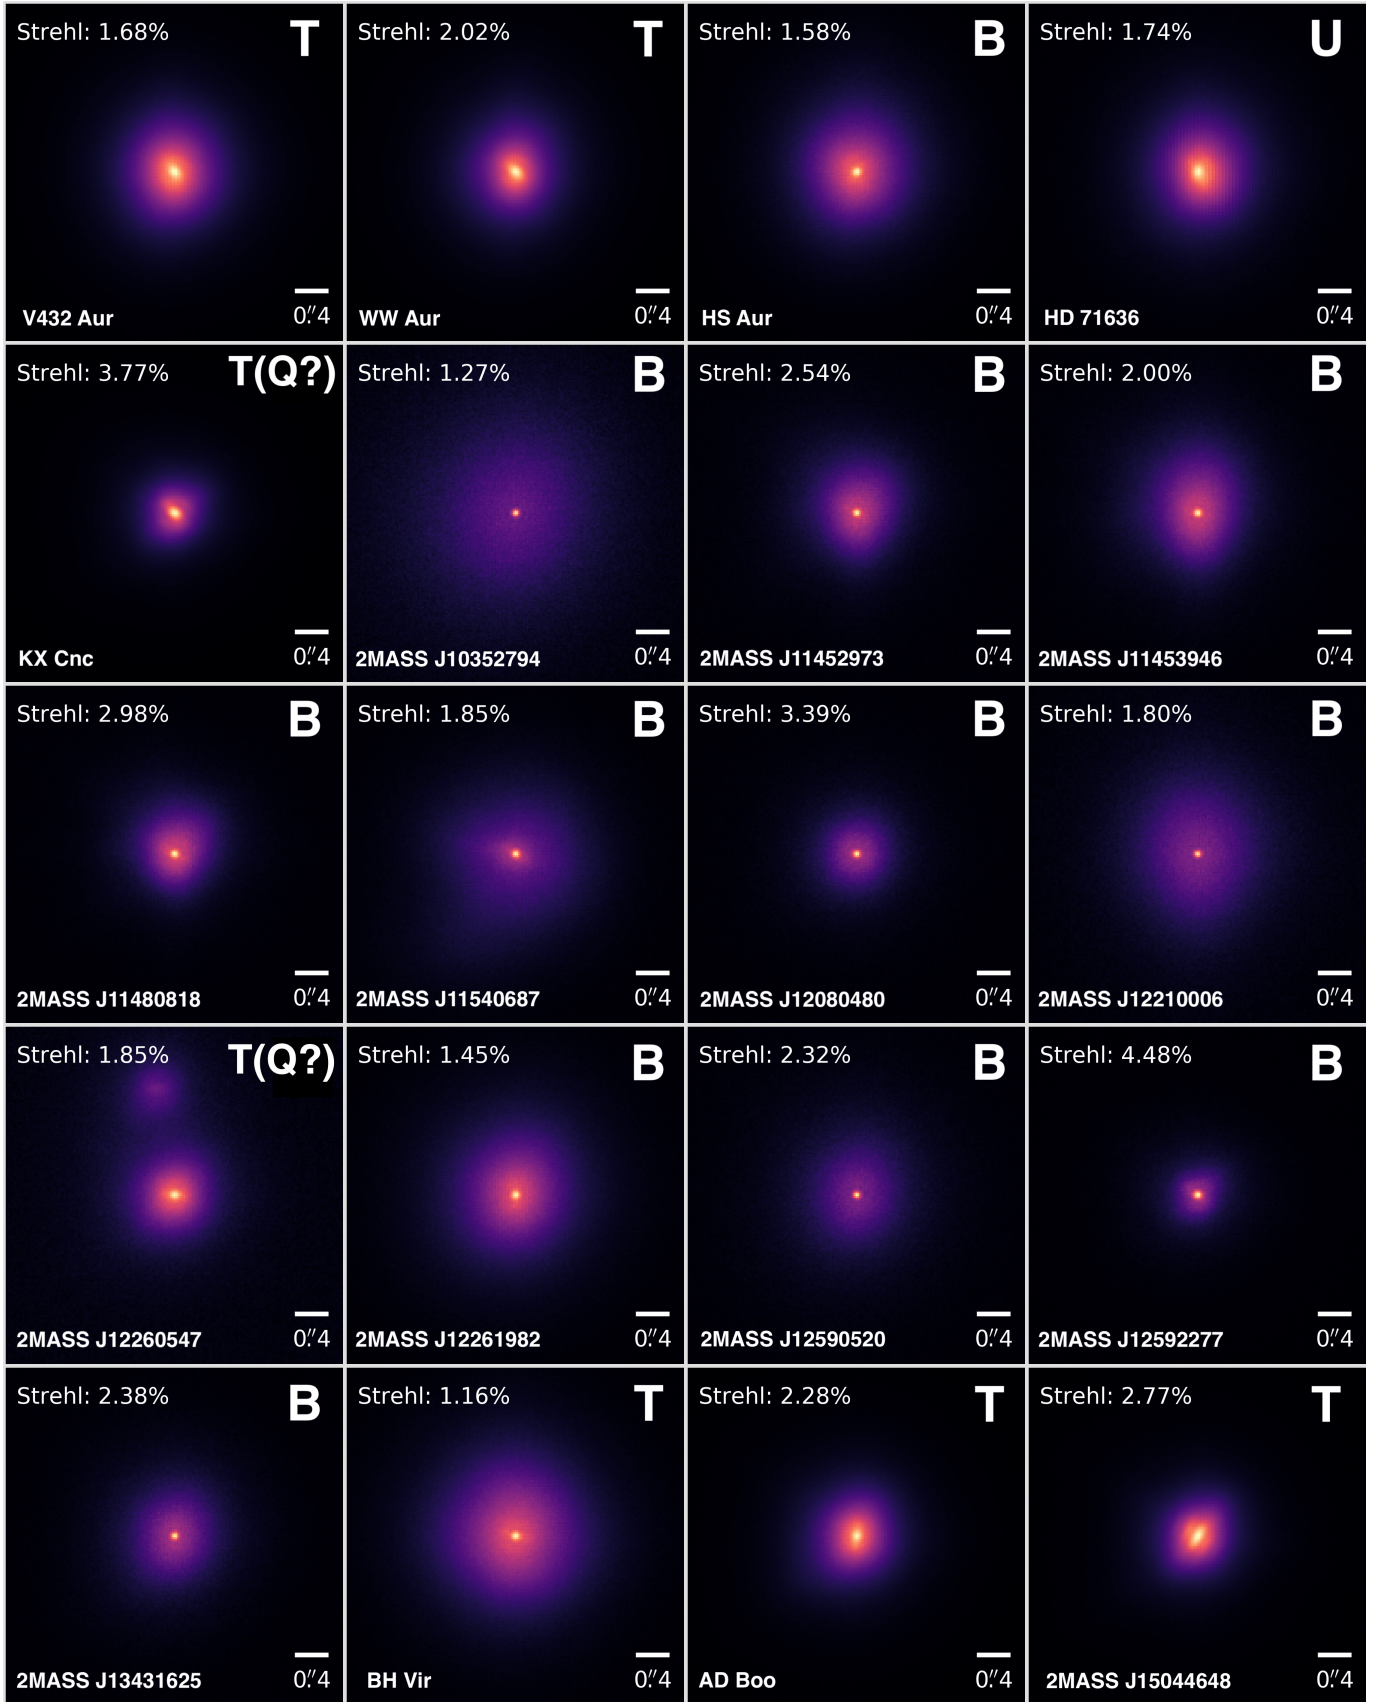 Strehl: 1.68% T
V432 Aur 0."4
Strehl: 2.02% T
WW Aur 0."4
Strehl: 1.58% B
HS Aur 0."4
Strehl: 1.74% U
HD 71636 0."4
Strehl: 3.77% T(Q?)
KX Cnc 0."4
Strehl: 1.27% B
2MASS J10352794 0."4
Strehl: 2.54% B
2MASS J11452973 0."4
Strehl: 2.00% B
2MASS J11453946 0."4
Strehl: 2.98% B
2MASS J11480818 0."4
Strehl: 1.85% B
2MASS J11540687 0."4
Strehl: 3.39% B
2MASS J12080480 0."4
Strehl: 1.80% B
2MASS J12210006 0."4
Strehl: 1.85% T(Q?)
2MASS J12260547 0."4
Strehl: 1.45% B
2MASS J12261982 0."4
Strehl: 2.32% B
2MASS J12590520 0."4
Strehl: 4.48% B
2MASS J12592277 0."4
Strehl: 2.38% B
2MASS J13431625 0."4
Strehl: 1.16% T
BH Vir 0."4
Strehl: 2.28% T
AD Boo 0."4
Strehl: 2.77% T
2MASS J15044648 0."4